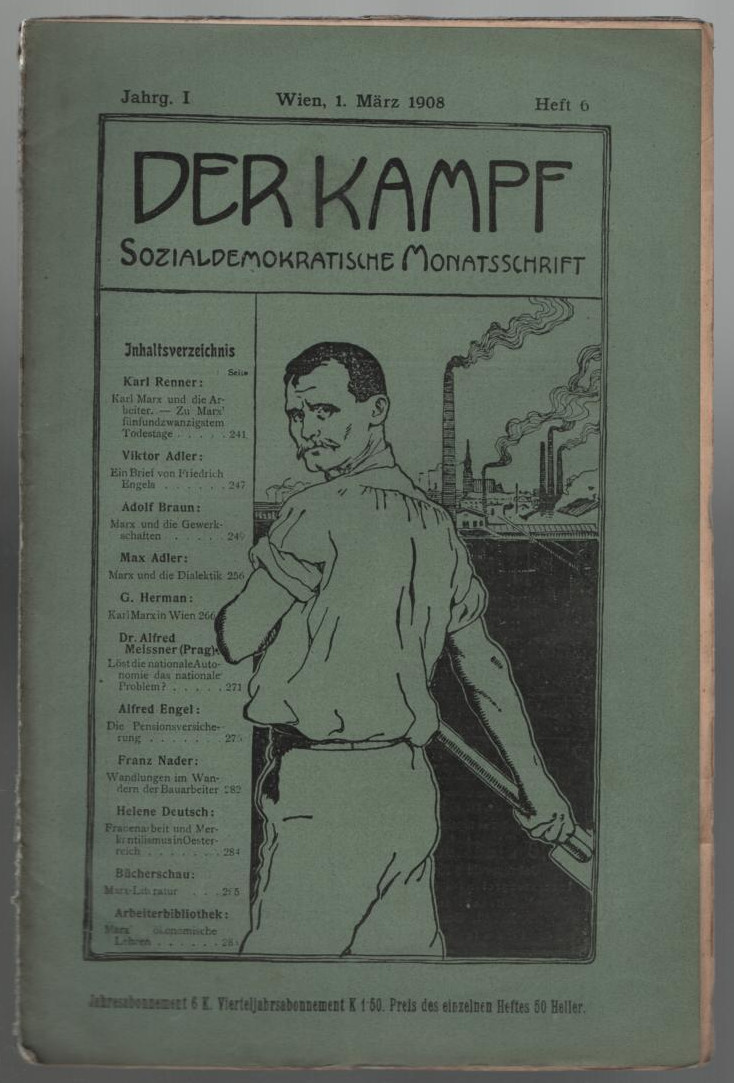 Jahrg. I Wien, 1. März 1908 Heft 6
DER KAMPF
SOZIALDEMOKRATISCHE MONATSSCHRIFT
Inhaltsverzeichnis
Seite
Karl Renner:
Karl Marx und die Ar-
beiter. — Zu Marx'
fünfundzwanzigstem
Todestage . . . . . 241
Viktor Adler:
Ein Brief von Friedrich
Engels . . . . . . 247
Adolf Braun:
Marx und die Gewerk-
schaften . . . . .
Max Adler:
Marx und die Dialektik 256
G. Herman:
Karl Marx in Wien 266
Dr. Alfred
Meissner (Prag):
Löst die nationale Auto-
nomie das nationale
Problem? . . . . . 271
Alfred Engel:
Die Pensionsversiche-
rung . . . . . . .
Franz Nader:
Wandlungen im Wan-
dern der Bauarbeiter 282
Helene Deutsch:
Frauenarbeit und Mer-
kantilismus in Oester-
reich . . . . . . . 284
Bücherschau:
Marx-Literatur . . .
Arbeiterbibliothek:
Marx' ökonomische
Lehren . . . . . .
Jahresabonnement 6 K. Vierteljahrsabonnement K 1·50. Preis des einzelnen Heftes 50 Heller.